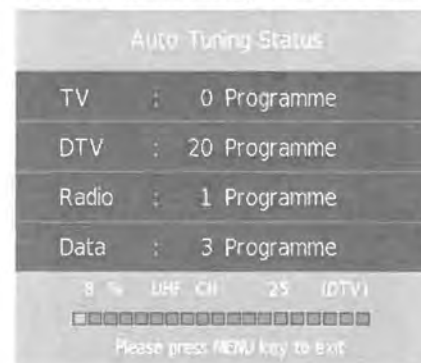 Auto Tuning Status
TV : 0 Programme
DTV : 20 Programme
Radio : 1 Programme
Data : 3 Programme
8 % UHF CH 25 (DTV)
Please press MENU key to exit